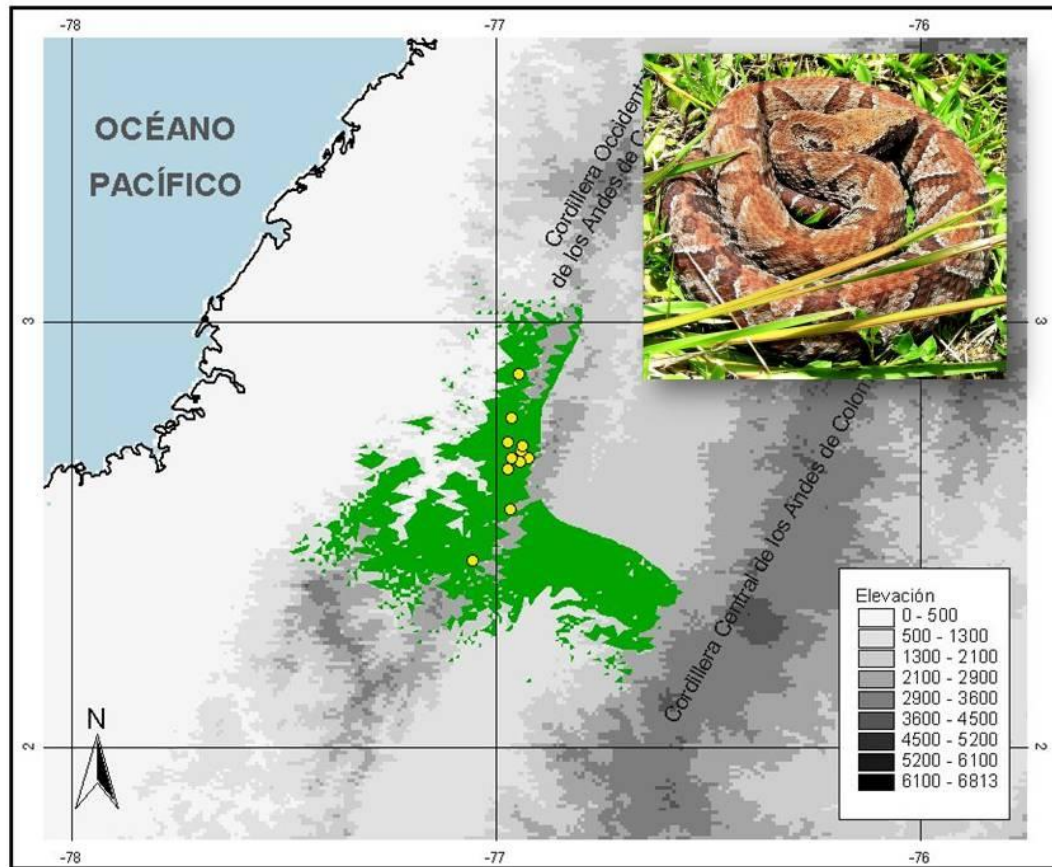 -78
-77
-76
OCÉANO
PACÍFICO
Cordillera Occident
de los Andes de C
3
3
Cordillera Central de los Andes de Colom
Elevación
0 - 500
500 - 1300
1300 - 2100
2100 - 2900
2900 - 3600
3600 - 4500
4500 - 5200
5200 - 6100
6100 - 6813
N
2
2
-78
-77
-76